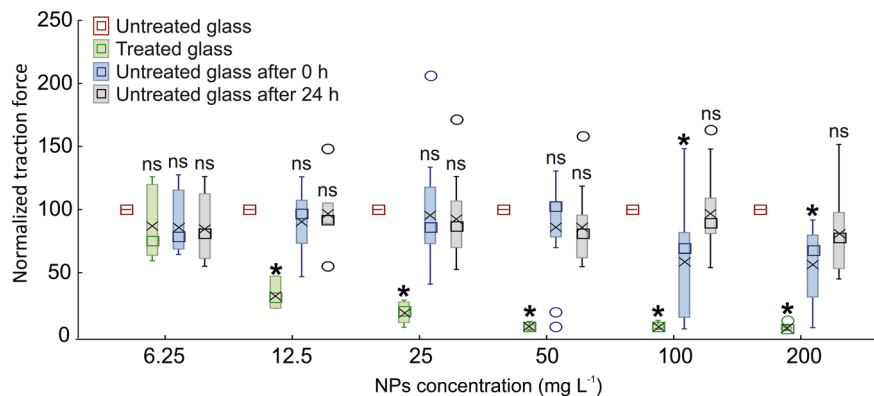 Untreated glass
Treated glass
Untreated glass after 0 h
Untreated glass after 24 h
Normalized traction force
250
200
150
100
50
0
ns ns ns
* ns ns
* ns ns
* ns ns
* * ns
* * ns
6.25 12.5 25 50 100 200
NPs concentration (mg L⁻¹)